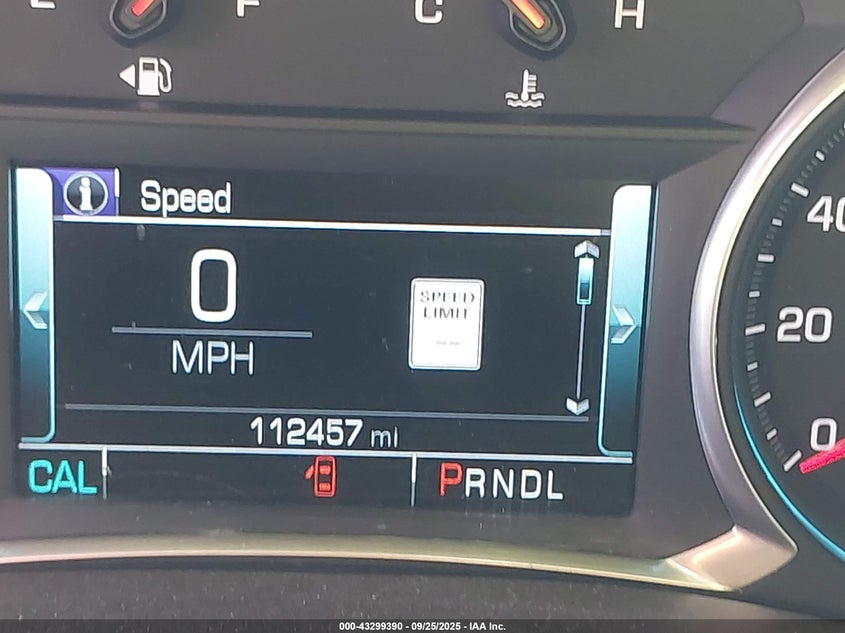 E F C H
Speed
0
MPH
SPEED
LIMIT
112457 mi
CAL PRNDL
40
20
0
000-43299390 - 09/25/2025 - IAA Inc.